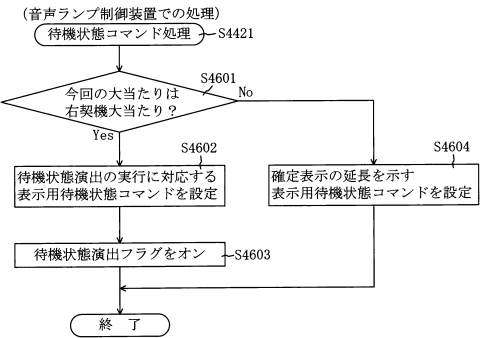 (音声ランプ制御装置での処理)
待機状態コマンド処理
S4421
S4601
今回の大当たりは
右契機大当たり？
No
Yes
S4602
待機状態演出の実行に対応する
表示用待機状態コマンドを設定
S4604
確定表示の延長を示す
表示用待機状態コマンドを設定
待機状態演出フラグをオン
S4603
終 了